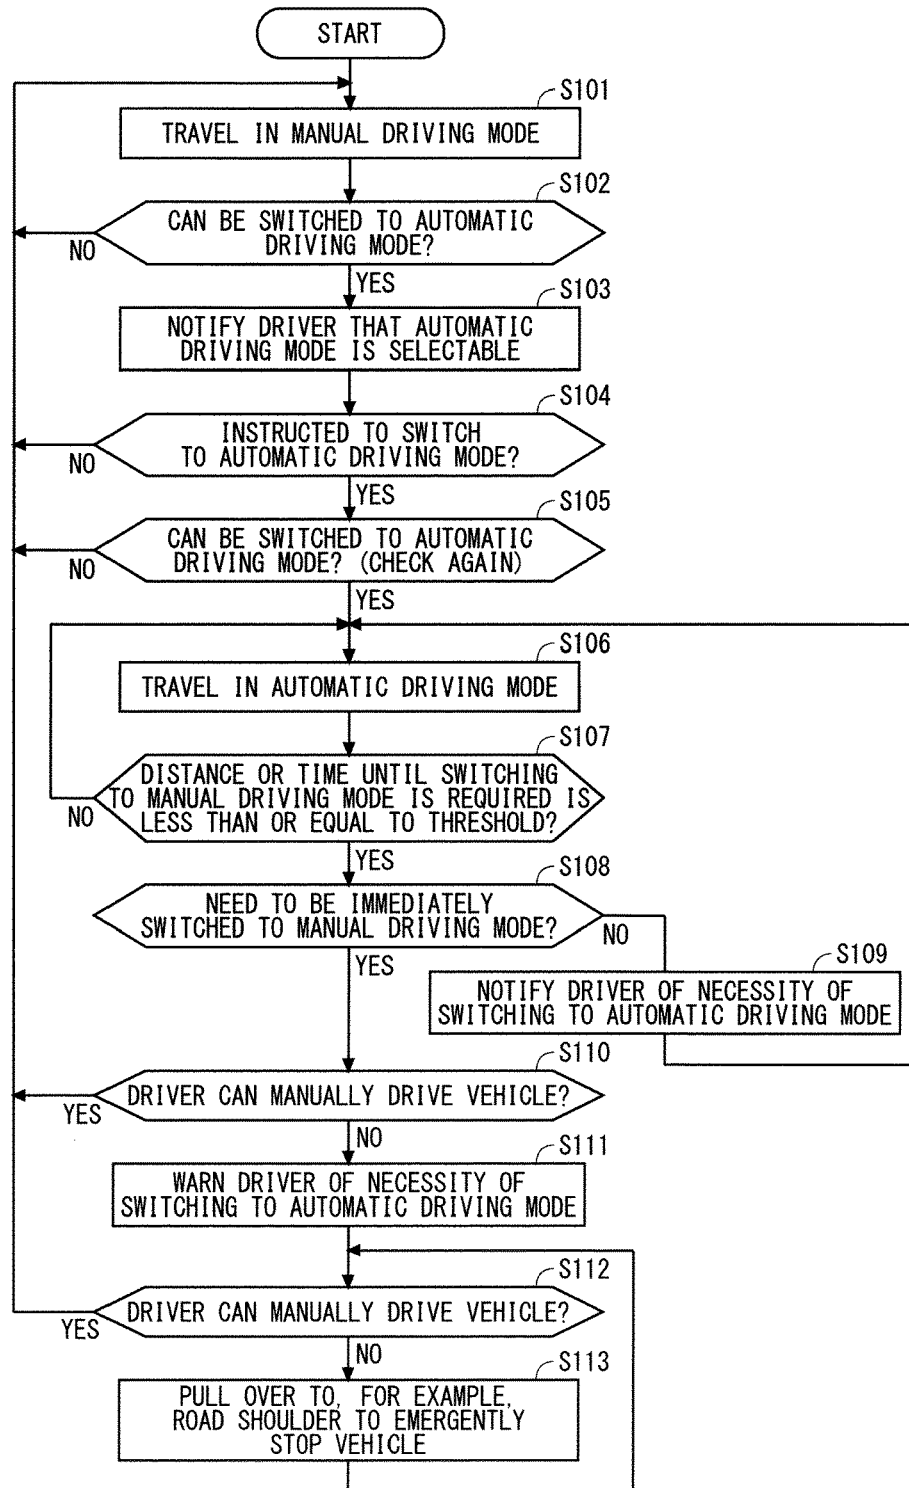 START
S101
TRAVEL IN MANUAL DRIVING MODE
S102
CAN BE SWITCHED TO AUTOMATIC
DRIVING MODE?
NO
YES
S103
NOTIFY DRIVER THAT AUTOMATIC
DRIVING MODE IS SELECTABLE
S104
INSTRUCTED TO SWITCH
TO AUTOMATIC DRIVING MODE?
NO
YES
S105
CAN BE SWITCHED TO AUTOMATIC
DRIVING MODE? (CHECK AGAIN)
NO
YES
S106
TRAVEL IN AUTOMATIC DRIVING MODE
S107
DISTANCE OR TIME UNTIL SWITCHING
TO MANUAL DRIVING MODE IS REQUIRED IS
LESS THAN OR EQUAL TO THRESHOLD?
NO
YES
S108
NEED TO BE IMMEDIATELY
SWITCHED TO MANUAL DRIVING MODE?
NO
YES
S109
NOTIFY DRIVER OF NECESSITY OF
SWITCHING TO AUTOMATIC DRIVING MODE
S110
DRIVER CAN MANUALLY DRIVE VEHICLE?
YES
NO
S111
WARN DRIVER OF NECESSITY OF
SWITCHING TO AUTOMATIC DRIVING MODE
S112
DRIVER CAN MANUALLY DRIVE VEHICLE?
YES
NO
S113
PULL OVER TO, FOR EXAMPLE,
ROAD SHOULDER TO EMERGENTLY
STOP VEHICLE